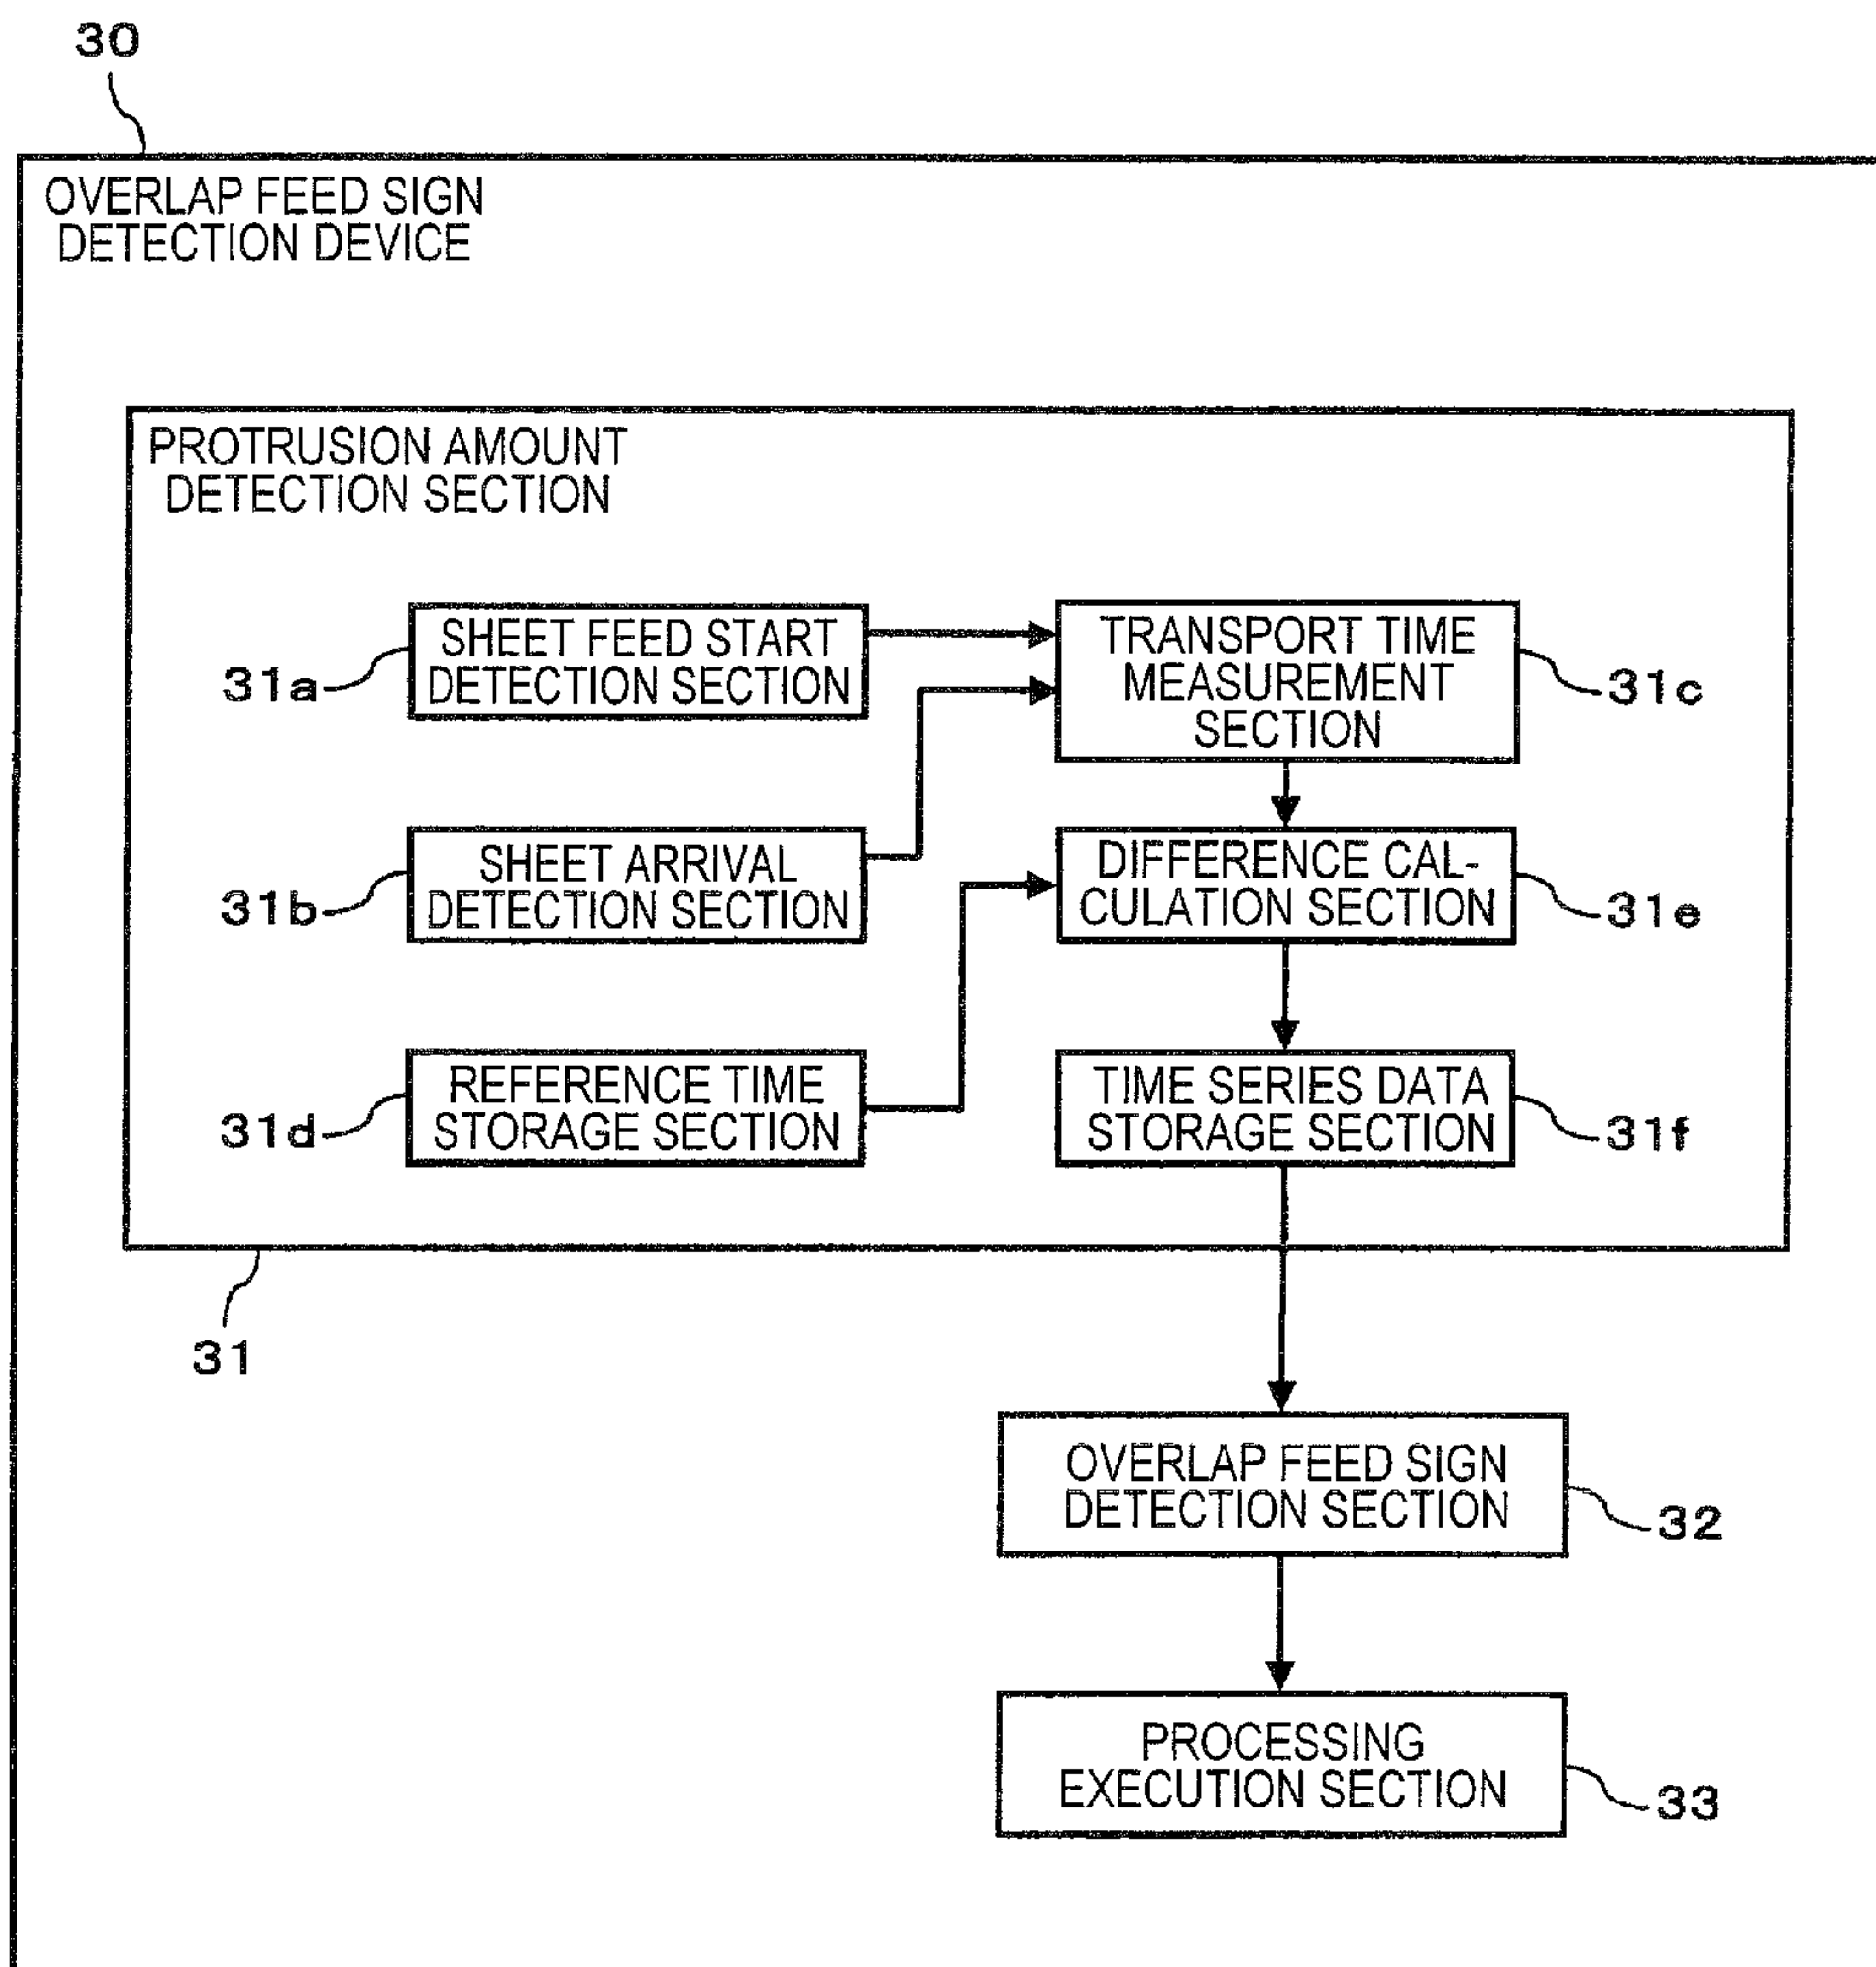 30
OVERLAP FEED SIGN
DETECTION DEVICE
PROTRUSION AMOUNT
DETECTION SECTION
31a
SHEET FEED START
DETECTION SECTION
TRANSPORT TIME
MEASUREMENT
SECTION
31c
31b
SHEET ARRIVAL
DETECTION SECTION
DIFFERENCE CAL-
CULATION SECTION
31e
31d
REFERENCE TIME
STORAGE SECTION
TIME SERIES DATA
STORAGE SECTION
31f
31
OVERLAP FEED SIGN
DETECTION SECTION
32
PROCESSING
EXECUTION SECTION
33